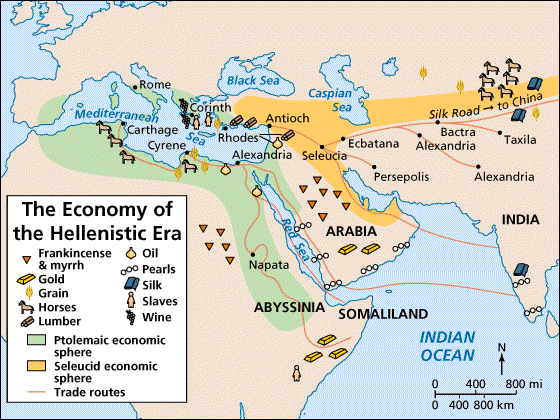 Rome
Black Sea
Caspian
Sea
Silk Road → to China
Mediterranean
Sea
Corinth
Carthage
Rhodes
Antioch
Cyrene
Alexandria
Seleucia
Ecbatana
Bactra
Alexandria
Taxila
Persepolis
Alexandria
INDIA
ARABIA
Red Sea
Napata
ABYSSINIA
SOMALILAND
INDIAN
OCEAN
The Economy of
the Hellenistic Era
Frankincense
& myrrh
Gold
Grain
Horses
Lumber
Oil
Pearls
Silk
Slaves
Wine
Ptolemaic economic
sphere
Seleucid economic
sphere
Trade routes
N
0 400 800 mi
0 400 800 km